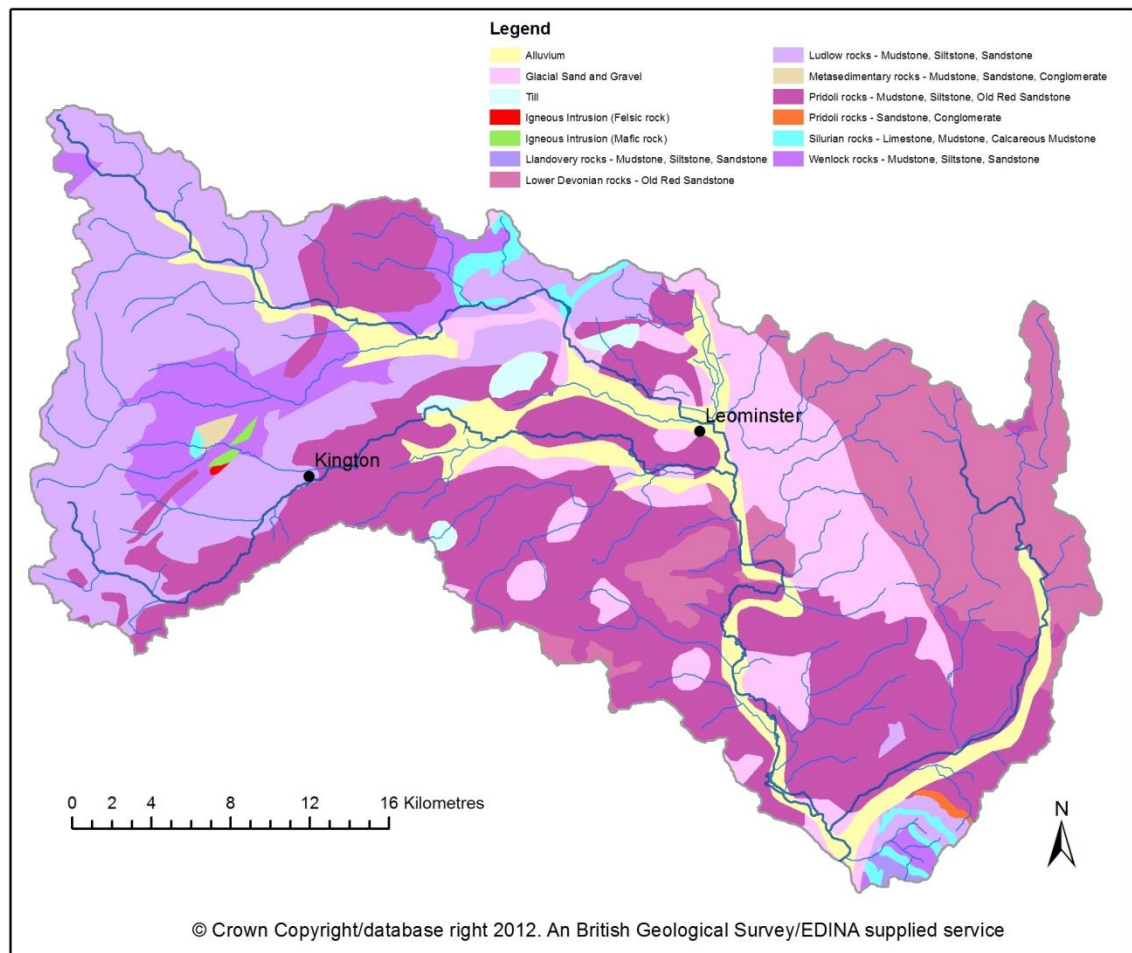 Legend
Alluvium
Glacial Sand and Gravel
Till
Igneous Intrusion (Felsic rock)
Igneous Intrusion (Mafic rock)
Llandovery rocks - Mudstone, Siltstone, Sandstone
Lower Devonian rocks - Old Red Sandstone
Ludlow rocks - Mudstone, Siltstone, Sandstone
Metasedimentary rocks - Mudstone, Sandstone, Conglomerate
Pridoli rocks - Mudstone, Siltstone, Old Red Sandstone
Pridoli rocks - Sandstone, Conglomerate
Silurian rocks - Limestone, Mudstone, Calcareous Mudstone
Wenlock rocks - Mudstone, Siltstone, Sandstone
Leominster
Kington
0 2 4 8 12 16 Kilometres
N
© Crown Copyright/database right 2012. An British Geological Survey/EDINA supplied service